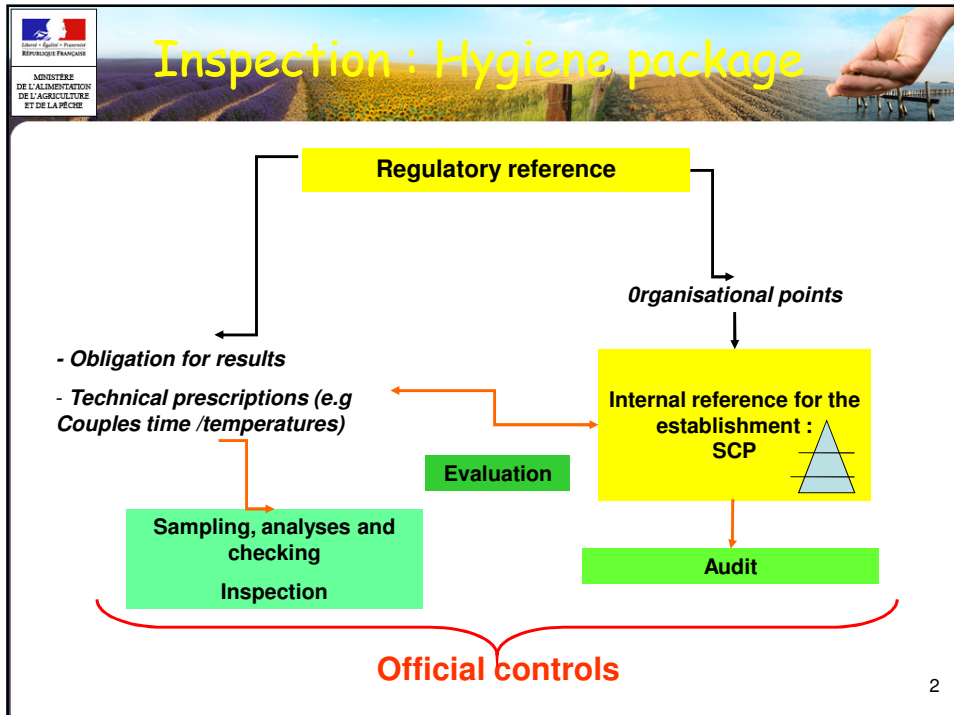 Liberté • Égalité • Fraternité
RÉPUBLIQUE FRANÇAISE
MINISTÈRE
DE L'ALIMENTATION
DE L'AGRICULTURE
ET DE LA PÊCHE
Inspection : Hygiene package
Regulatory reference
0rganisational points
- Obligation for results
- Technical prescriptions (e.g
Couples time /temperatures)
Internal reference for the
establishment :
SCP
Evaluation
Sampling, analyses and
checking
Inspection
Audit
Official controls
2